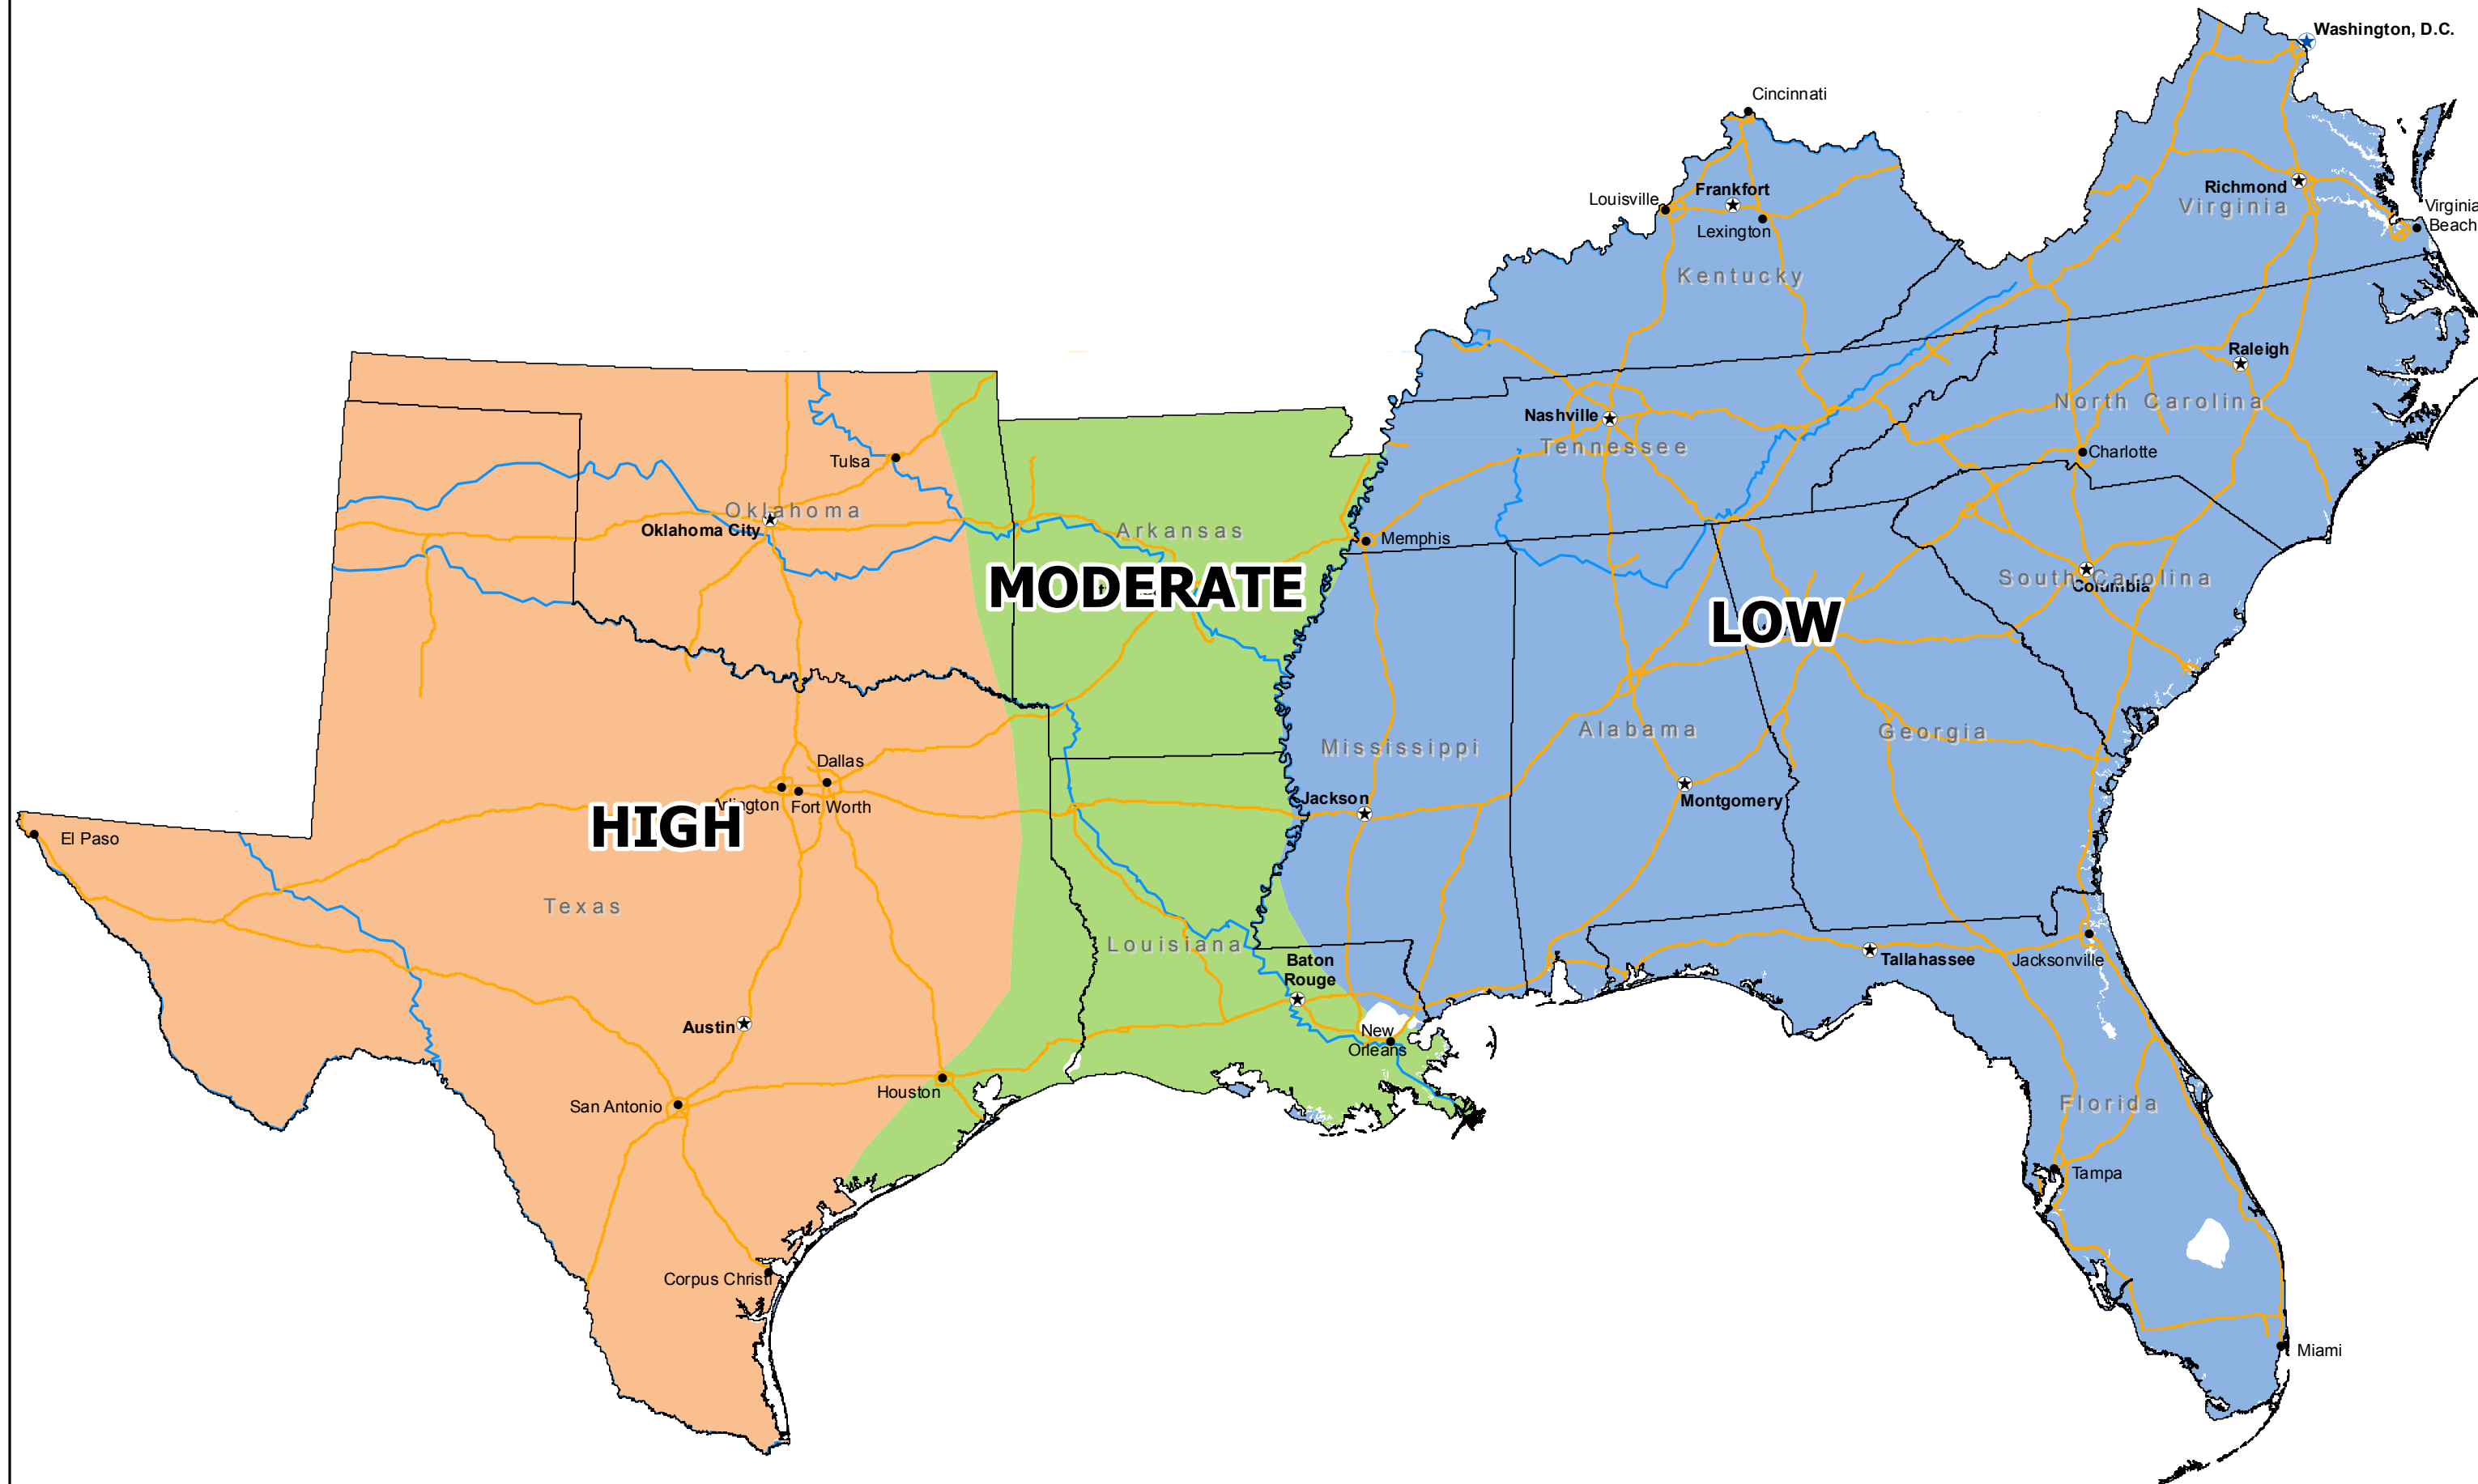 Washington, D.C.
Cincinnati
Louisville
Frankfort
Lexington
Kentucky
Richmond
Virginia
Virginia
Beach
Raleigh
North Carolina
Nashville
Tennessee
Charlotte
Tulsa
Oklahoma
Oklahoma City
Arkansas
Memphis
MODERATE
South Carolina
Columbia
LOW
Mississippi
Alabama
Georgia
Dallas
Arlington
Fort Worth
HIGH
Jackson
Montgomery
El Paso
Texas
Louisiana
Baton
Rouge
Tallahassee
Jacksonville
Austin
New
Orleans
Houston
San Antonio
Florida
Tampa
Corpus Christi
Miami